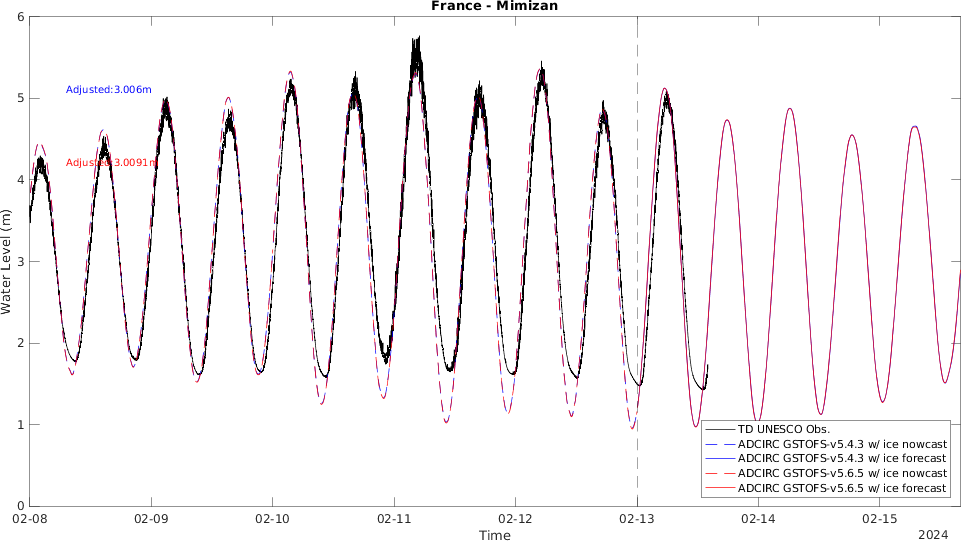 France - Mimizan
6
5
4
3
2
1
0
Water Level (m)
Adjusted:3.006m
Adjusted:3.0091m
TD UNESCO Obs.
ADCIRC GSTOFS-v5.4.3 w/ ice nowcast
ADCIRC GSTOFS-v5.4.3 w/ ice forecast
ADCIRC GSTOFS-v5.6.5 w/ ice nowcast
ADCIRC GSTOFS-v5.6.5 w/ ice forecast
02-08 02-09 02-10 02-11 02-12 02-13 02-14 02-15
Time
2024